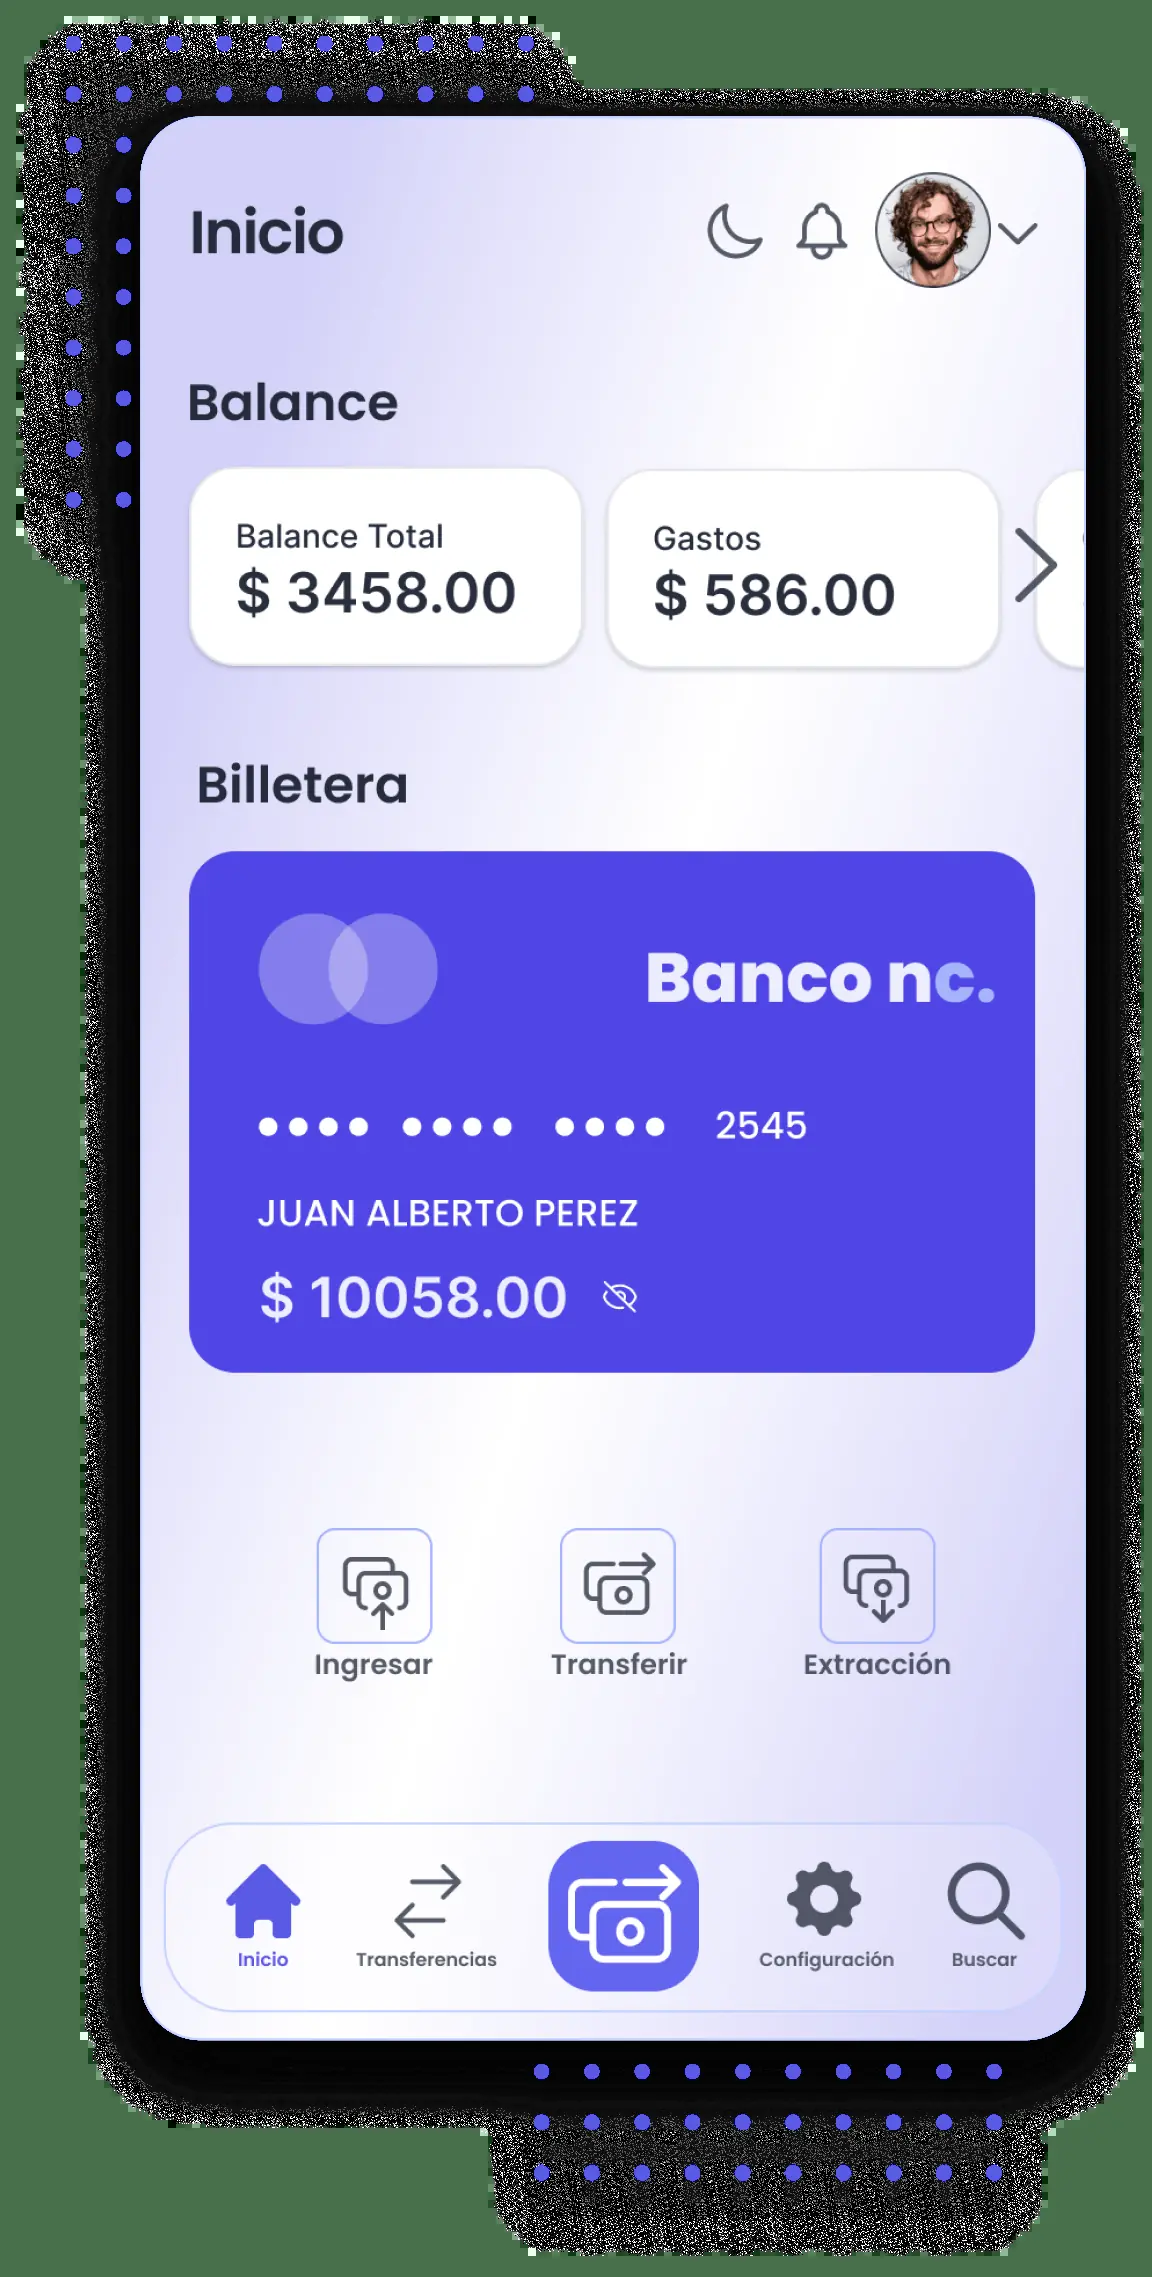 Inicio
Balance
Balance Total
$ 3458.00
Gastos
$ 586.00
Billetera
Banco nc.
•••• •••• •••• 2545
JUAN ALBERTO PEREZ
$ 10058.00
Ingresar
Transferir
Extracción
Inicio
Transferencias
Configuración
Buscar